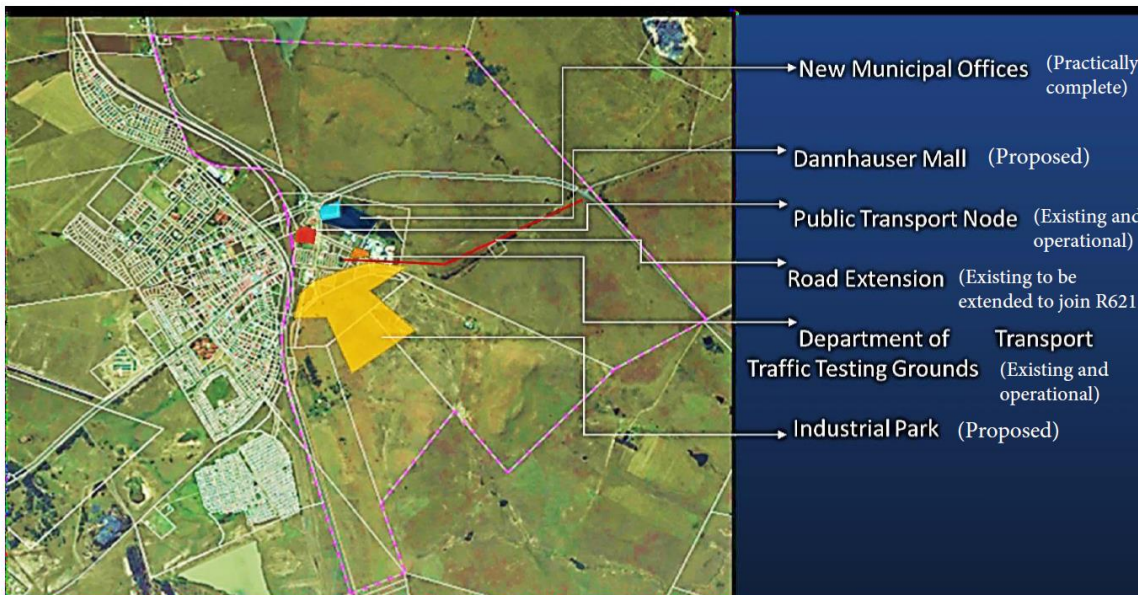 New Municipal Offices (Practically
complete)
Dannhauser Mall (Proposed)
Public Transport Node (Existing and
operational)
Road Extension (Existing to be
extended to join R621
Department of Transport
Traffic Testing Grounds (Existing and
operational)
Industrial Park (Proposed)